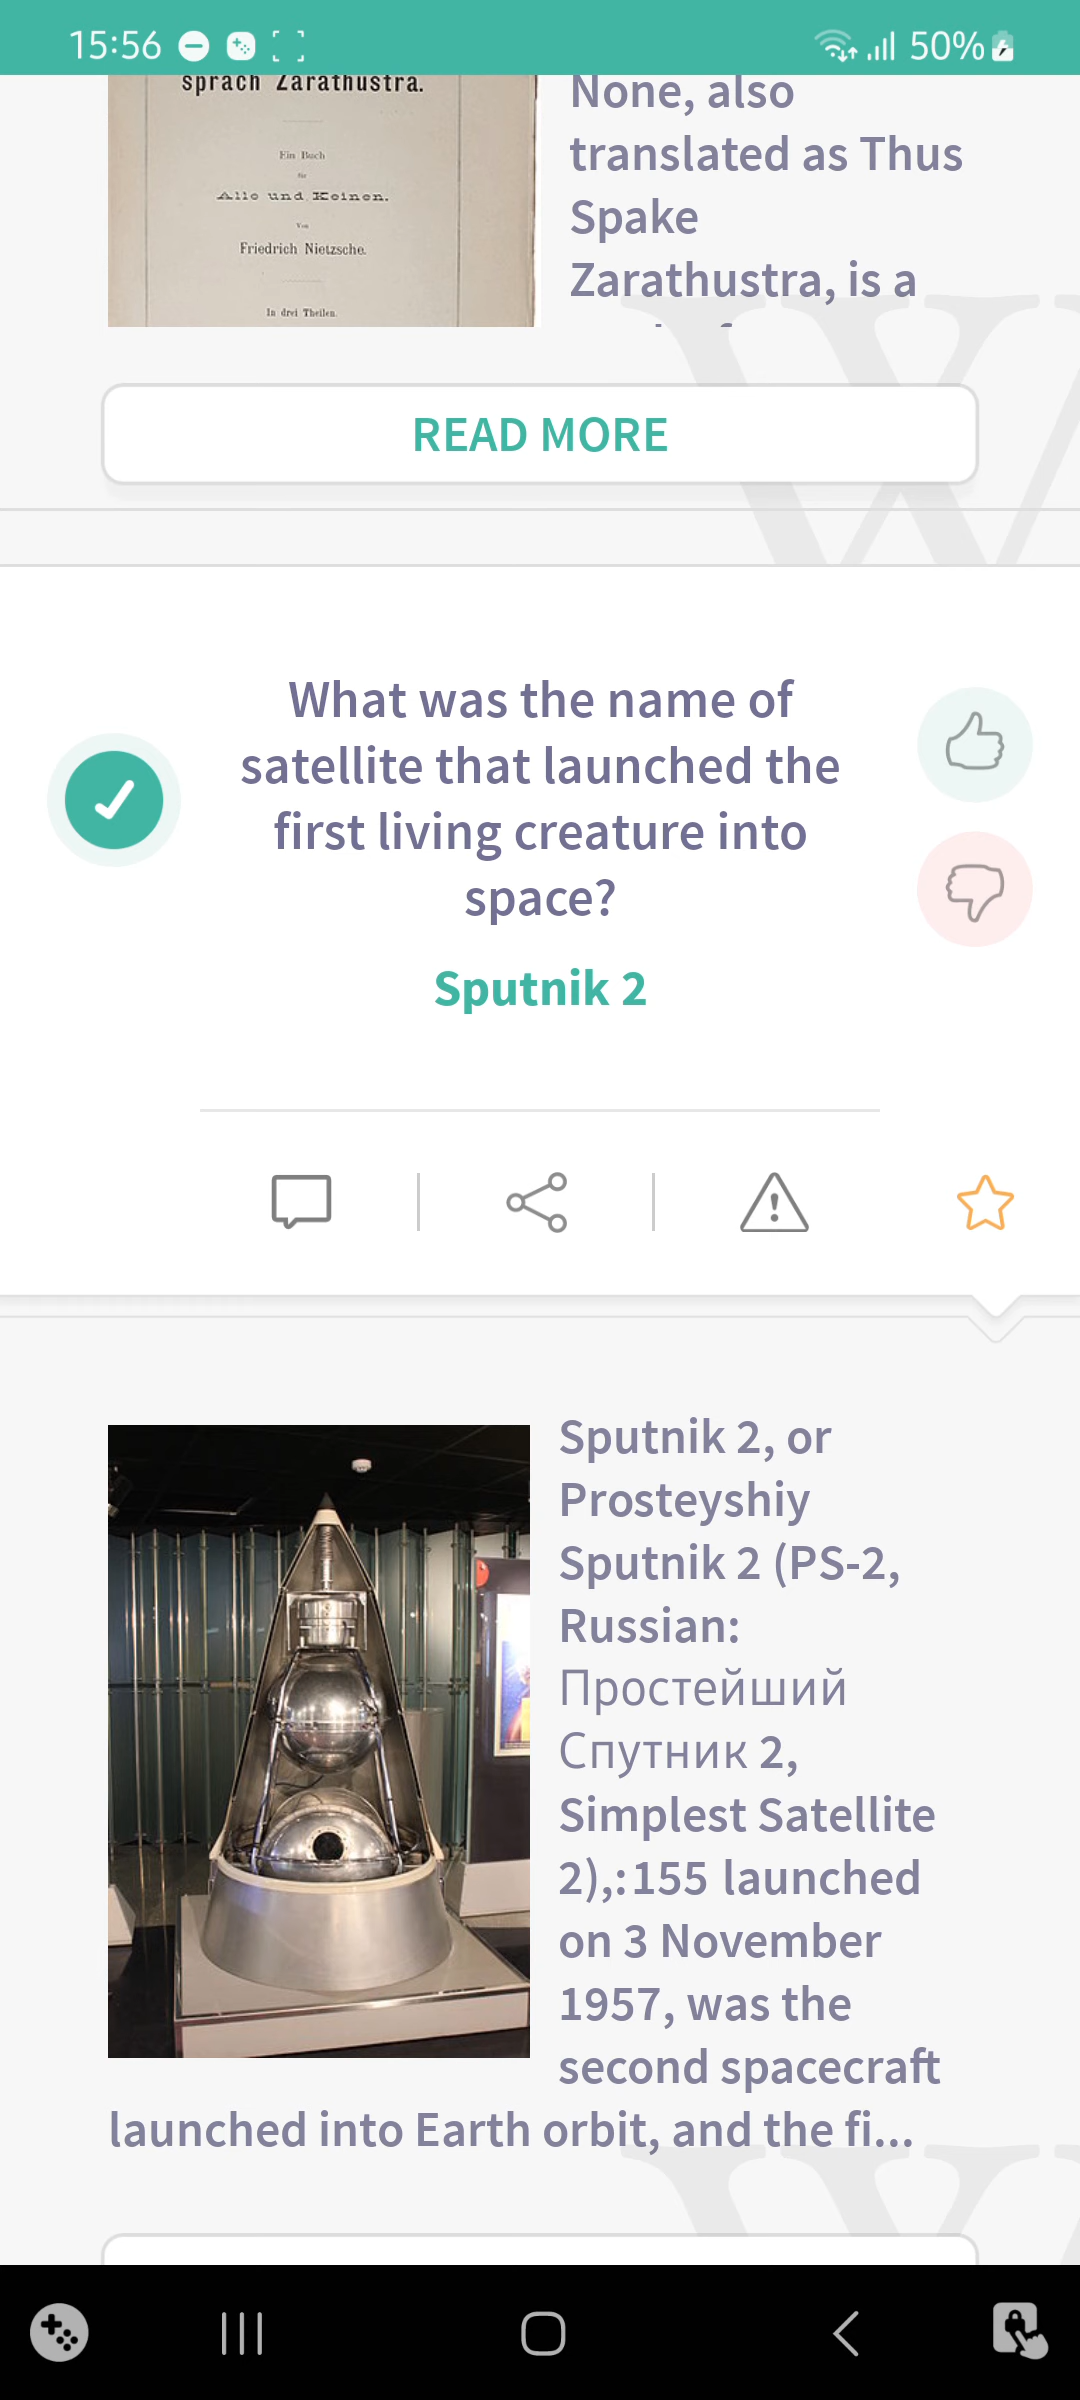 15:56
50%
sprach Zarathustra.
Ein Buch
für
Alle und Keinen.
Von
Friedrich Nietzsche.
In drei Theilen.
None, also
translated as Thus
Spake
Zarathustra, is a
READ MORE
What was the name of
satellite that launched the
first living creature into
space?
Sputnik 2
Sputnik 2, or
Prosteyshiy
Sputnik 2 (PS-2,
Russian:
Простейший
Спутник 2,
Simplest Satellite
2),:155 launched
on 3 November
1957, was the
second spacecraft
launched into Earth orbit, and the fi...